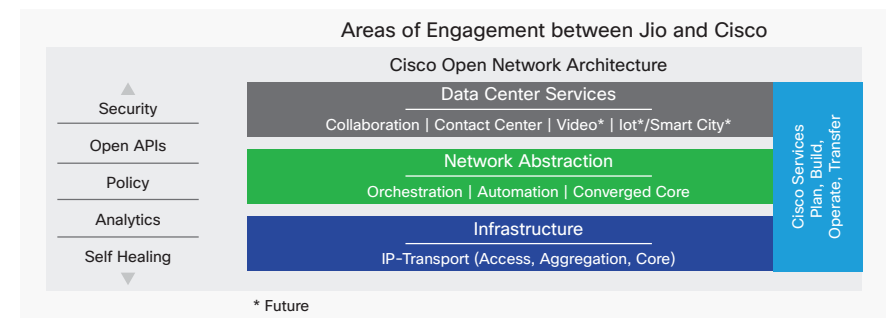 Areas of Engagement between Jio and Cisco
Cisco Open Network Architecture
Security
Open APIs
Policy
Analytics
Self Healing
Data Center Services
Collaboration | Contact Center | Video* | Iot*/Smart City*
Network Abstraction
Orchestration | Automation | Converged Core
Infrastructure
IP-Transport (Access, Aggregation, Core)
Cisco Services
Plan, Build,
Operate, Transfer
* Future